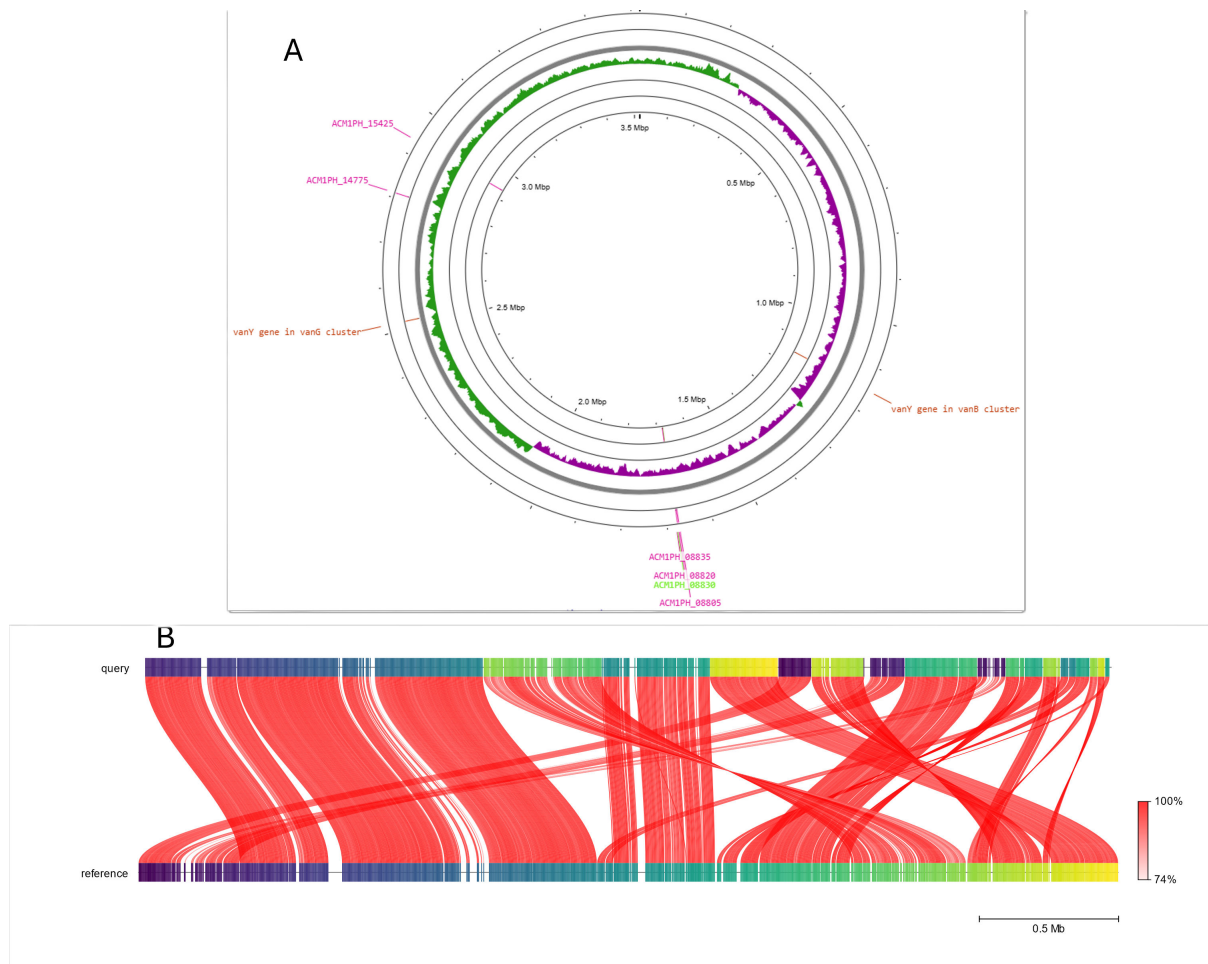 A
ACM1PH_15425
3.5 Mbp
ACM1PH_14775
3.0 Mbp
0.5 Mbp
2.5 Mbp
1.0 Mbp
vanY gene in vanG cluster
2.0 Mbp
1.5 Mbp
vanY gene in vanB cluster
ACM1PH_08835
ACM1PH_08820
ACM1PH_08830
ACM1PH_08805
B
query
100%
reference
74%
0.5 Mb